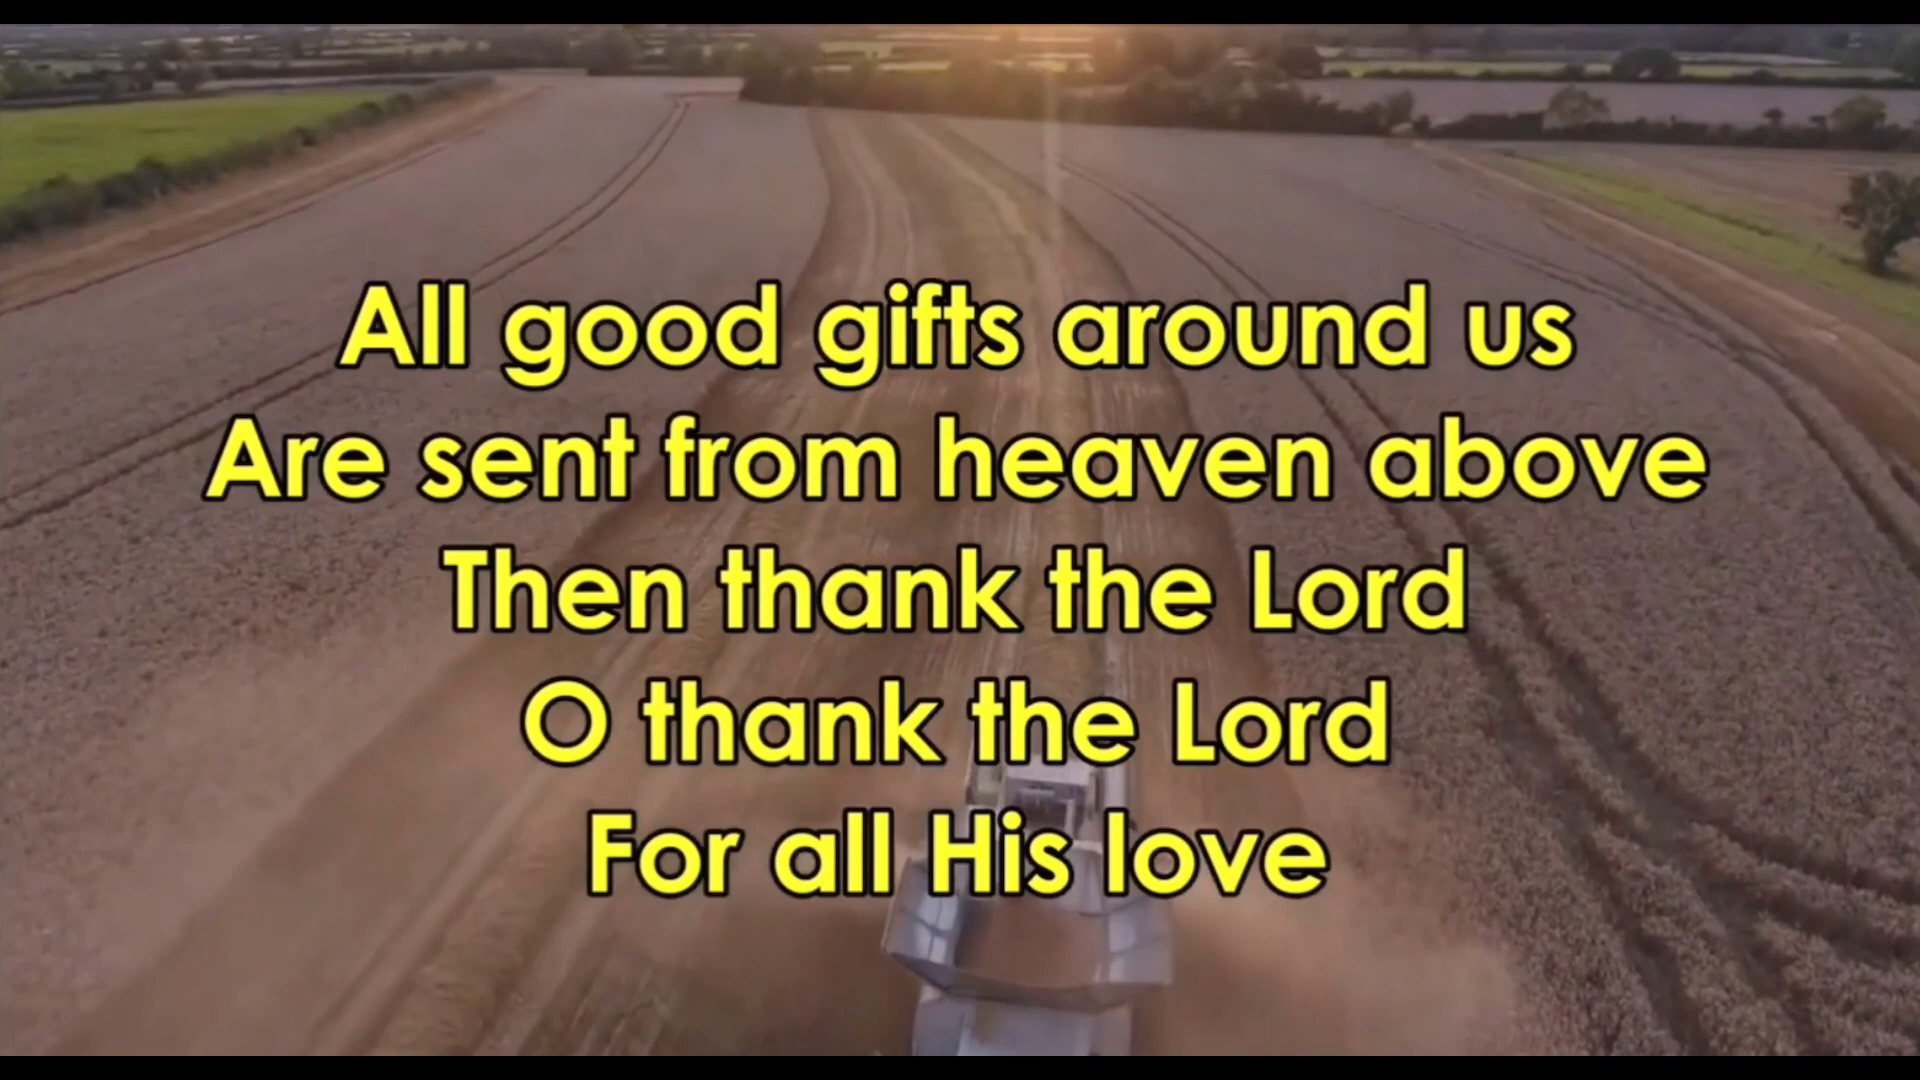 All good gifts around us
Are sent from heaven above
Then thank the Lord
O thank the Lord
For all His love